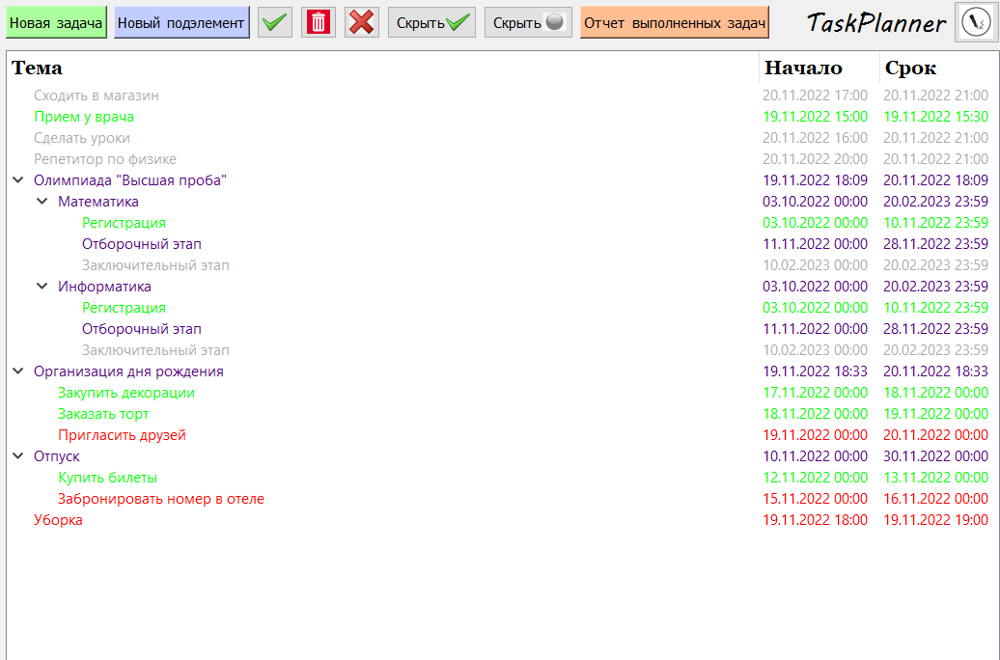 Новая задача Новый подэлемент Скрыть Скрыть Отчет выполненных задач TaskPlanner
Тема Начало Срок
Сходить в магазин 20.11.2022 17:00 20.11.2022 21:00
Прием у врача 19.11.2022 15:00 19.11.2022 15:30
Сделать уроки 20.11.2022 16:00 20.11.2022 21:00
Репетитор по физике 20.11.2022 20:00 20.11.2022 21:00
Олимпиада "Высшая проба" 19.11.2022 18:09 20.11.2022 18:09
Математика 03.10.2022 00:00 20.02.2023 23:59
Регистрация 03.10.2022 00:00 10.11.2022 23:59
Отборочный этап 11.11.2022 00:00 28.11.2022 23:59
Заключительный этап 10.02.2023 00:00 20.02.2023 23:59
Информатика 03.10.2022 00:00 20.02.2023 23:59
Регистрация 03.10.2022 00:00 10.11.2022 23:59
Отборочный этап 11.11.2022 00:00 28.11.2022 23:59
Заключительный этап 10.02.2023 00:00 20.02.2023 23:59
Организация дня рождения 19.11.2022 18:33 20.11.2022 18:33
Закупить декорации 17.11.2022 00:00 18.11.2022 00:00
Заказать торт 18.11.2022 00:00 19.11.2022 00:00
Пригласить друзей 19.11.2022 00:00 20.11.2022 00:00
Отпуск 10.11.2022 00:00 30.11.2022 00:00
Купить билеты 12.11.2022 00:00 13.11.2022 00:00
Забронировать номер в отеле 15.11.2022 00:00 16.11.2022 00:00
Уборка 19.11.2022 18:00 19.11.2022 19:00